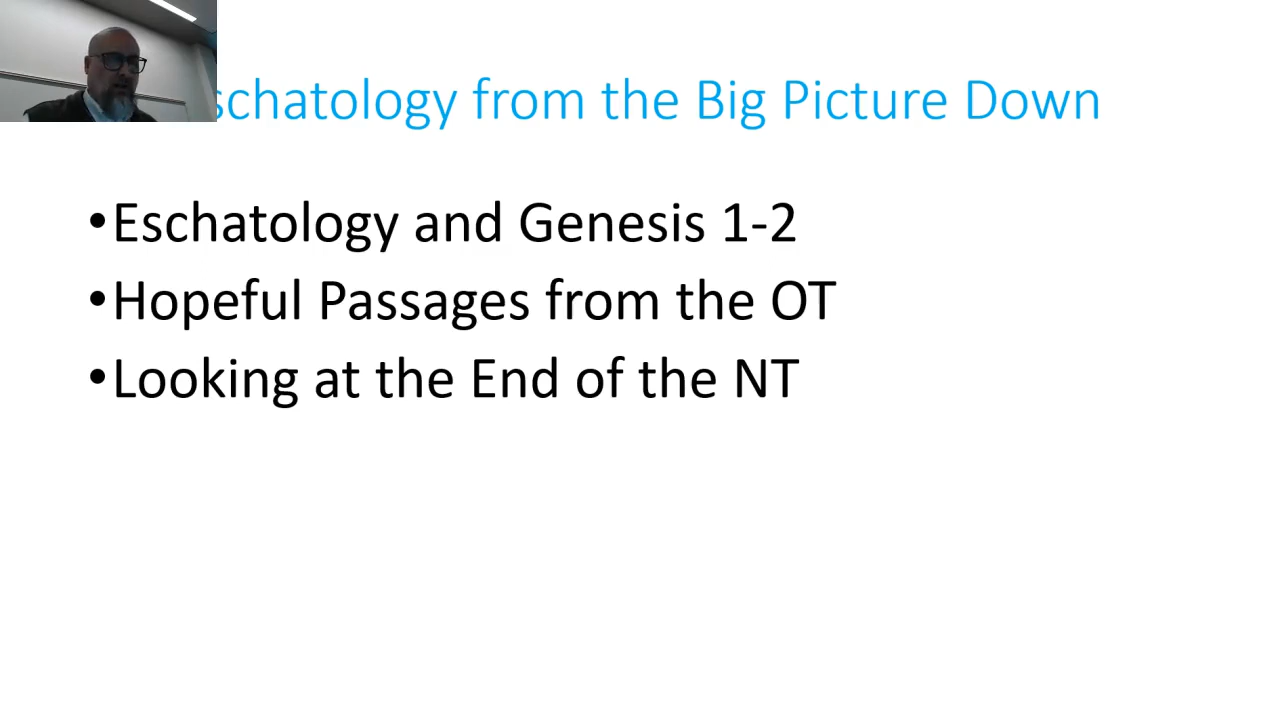 schatology from the Big Picture Down
•Eschatology and Genesis 1-2
•Hopeful Passages from the OT
•Looking at the End of the NT